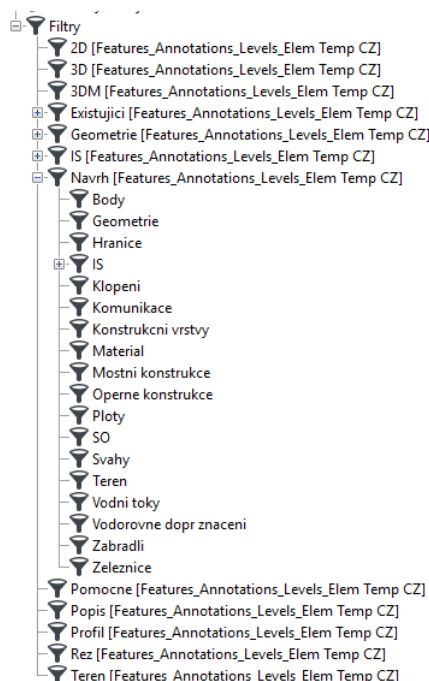 Filtry
2D [Features_Annotations_Levels_Elem Temp CZ]
3D [Features_Annotations_Levels_Elem Temp CZ]
3DM [Features_Annotations_Levels_Elem Temp CZ]
Existujici [Features_Annotations_Levels_Elem Temp CZ]
Geometrie [Features_Annotations_Levels_Elem Temp CZ]
IS [Features_Annotations_Levels_Elem Temp CZ]
Navrh [Features_Annotations_Levels_Elem Temp CZ]
Body
Geometrie
Hranice
IS
Klopeni
Komunikace
Konstrukcni vrstvy
Material
Mostni konstrukce
Operne konstrukce
Ploty
SO
Svahy
Teren
Vodni toky
Vodorovne dopr znaceni
Zabradli
Zeleznice
Pomocne [Features_Annotations_Levels_Elem Temp CZ]
Popis [Features_Annotations_Levels_Elem Temp CZ]
Profil [Features_Annotations_Levels_Elem Temp CZ]
Rez [Features_Annotations_Levels_Elem Temp CZ]
Teren [Features_Annotations_Levels_Elem Temp CZ]